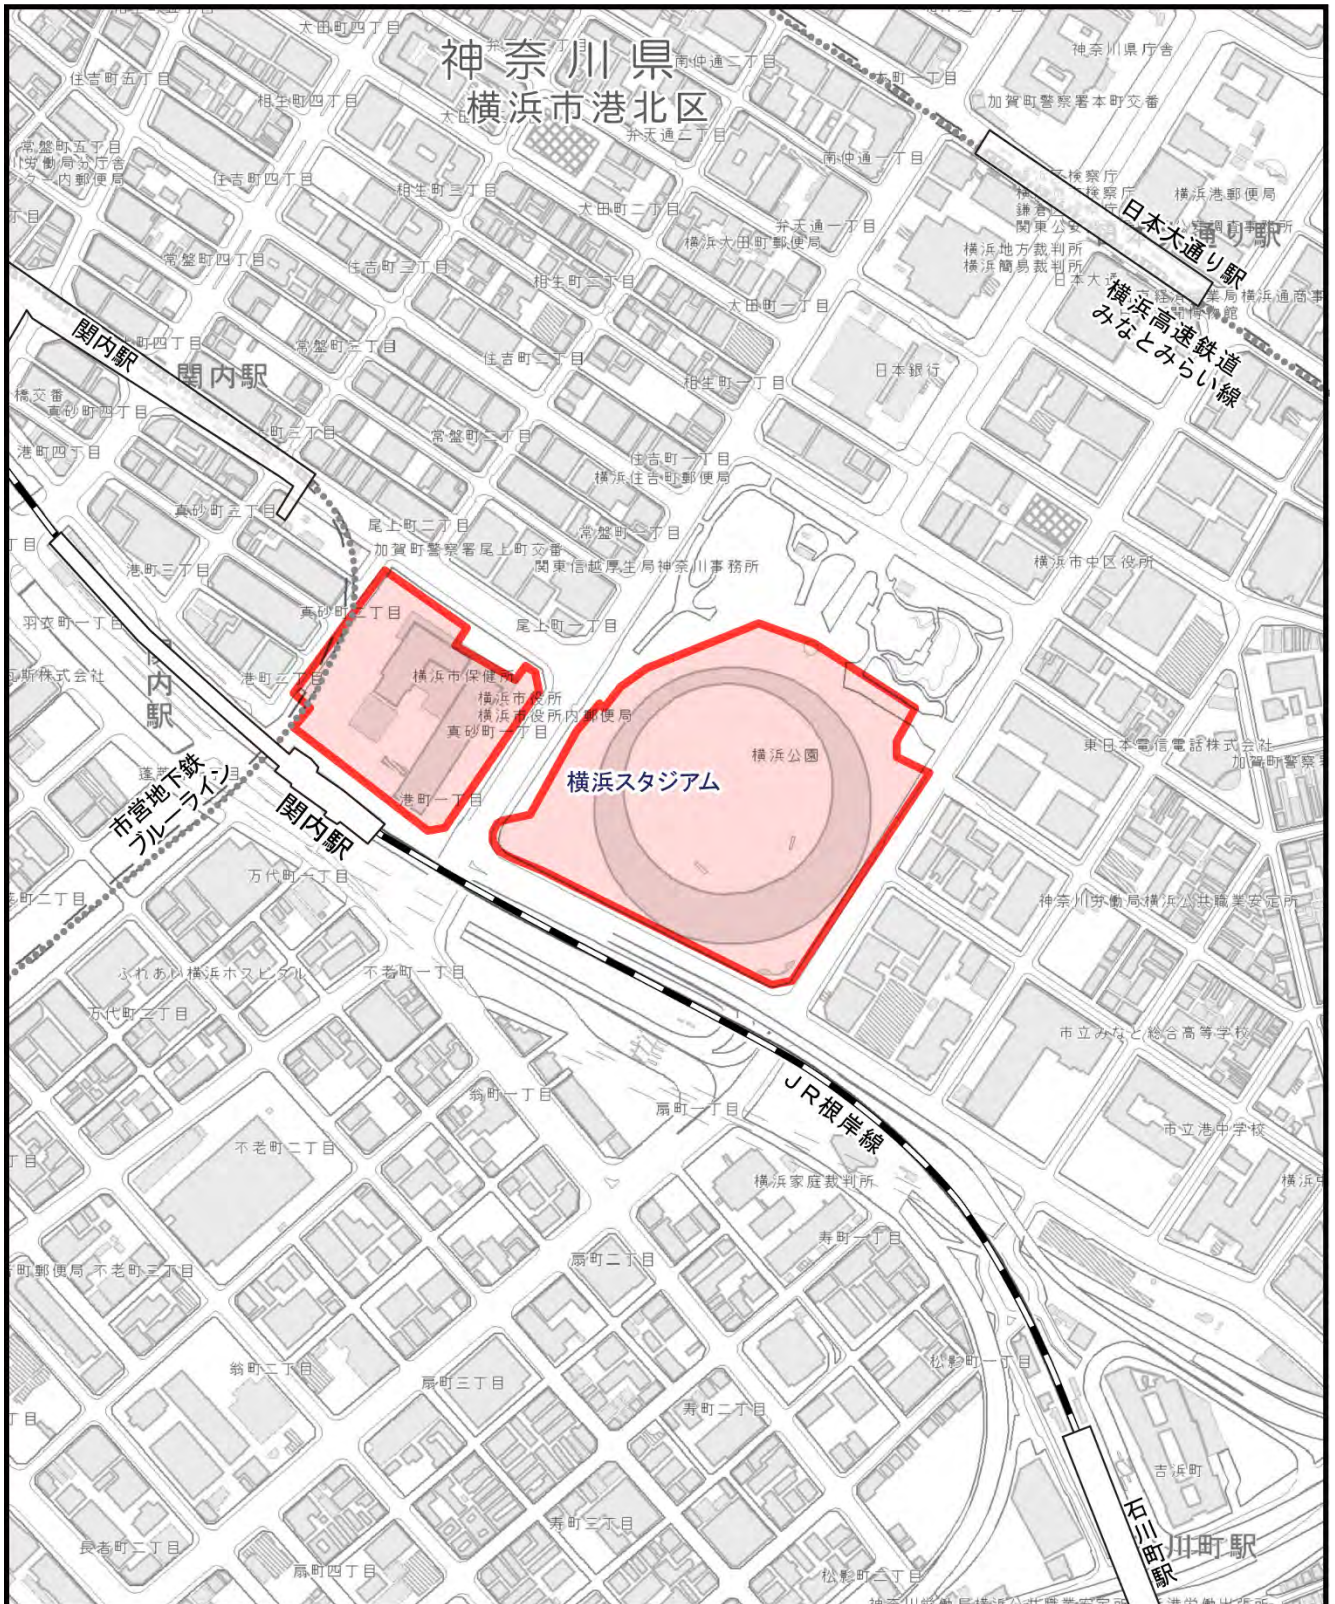 太田町四丁目
神奈川県
南仲通二丁目
神奈川県庁舎
住吉町五丁目
相生町四丁目
横浜市港北区
本町一丁目
加賀町警察署本町交番
弁天通二丁目
常盤町五丁目
住吉町四丁目
相生町三丁目
南仲通一丁目
横浜港郵便局
太田町二丁目
弁天通一丁目
横浜太田町郵便局
日本大通り駅
横浜地方裁判所
横浜簡易裁判所
常盤町四丁目
住吉町三丁目
相生町二丁目
太田町一丁目
横浜高速鉄道
みなとみらい線
関内駅
関内駅
常盤町三丁目
住吉町二丁目
相生町一丁目
日本銀行
橋交番
真砂町四丁目
港町四丁目
常盤町二丁目
住吉町一丁目
横浜住吉町郵便局
真砂町三丁目
尾上町二丁目
常盤町一丁目
加賀町警察署尾上町交番
関東信越厚生局神奈川事務所
横浜市中区役所
港町三丁目
真砂町二丁目
尾上町一丁目
羽衣町一丁目
関内駅
港町二丁目
横浜市保健所
横浜市役所
横浜市役所内郵便局
真砂町一丁目
横浜公園
東日本電信電話株式会社
加賀町警察署
横浜スタジアム
市営地下鉄
ブルーライン
港町一丁目
関内駅
万代町一丁目
神奈川労働局横浜公共職業安定所
ふれあい横浜ホスピタル
不老町一丁目
万代町二丁目
市立みなと総合高等学校
翁町一丁目
扇町一丁目
JR根岸線
市立港中学校
不老町二丁目
横浜家庭裁判所
寿町一丁目
扇町二丁目
町郵便局
不老町三丁目
翁町二丁目
扇町三丁目
松影町一丁目
寿町二丁目
吉浜町
寿町三丁目
石川町駅
川町駅
長者町二丁目
扇町四丁目
松影町二丁目